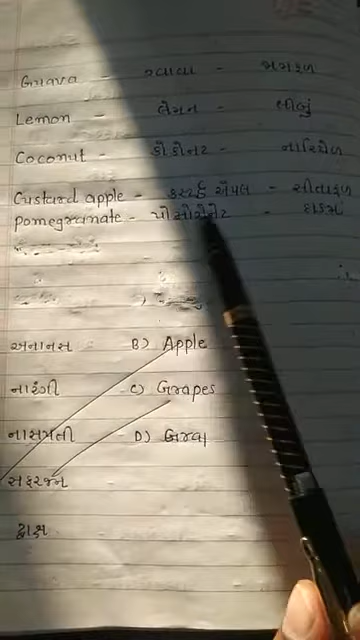 Guava - ગ્વાવા - જામફળ
Lemon - લેમન - લીંબું
Coconut - કોકોનટ - નારિયેળ
Custard apple - કસ્ટર્ડ એપલ - સીતાફળ
Pomegranate - પોમોગ્રેનેટ - દાડમ
અનાનસ B) Apple
નારંગી C) Grapes
નાસપતી D)
સફરજન
દ્રાક્ષ